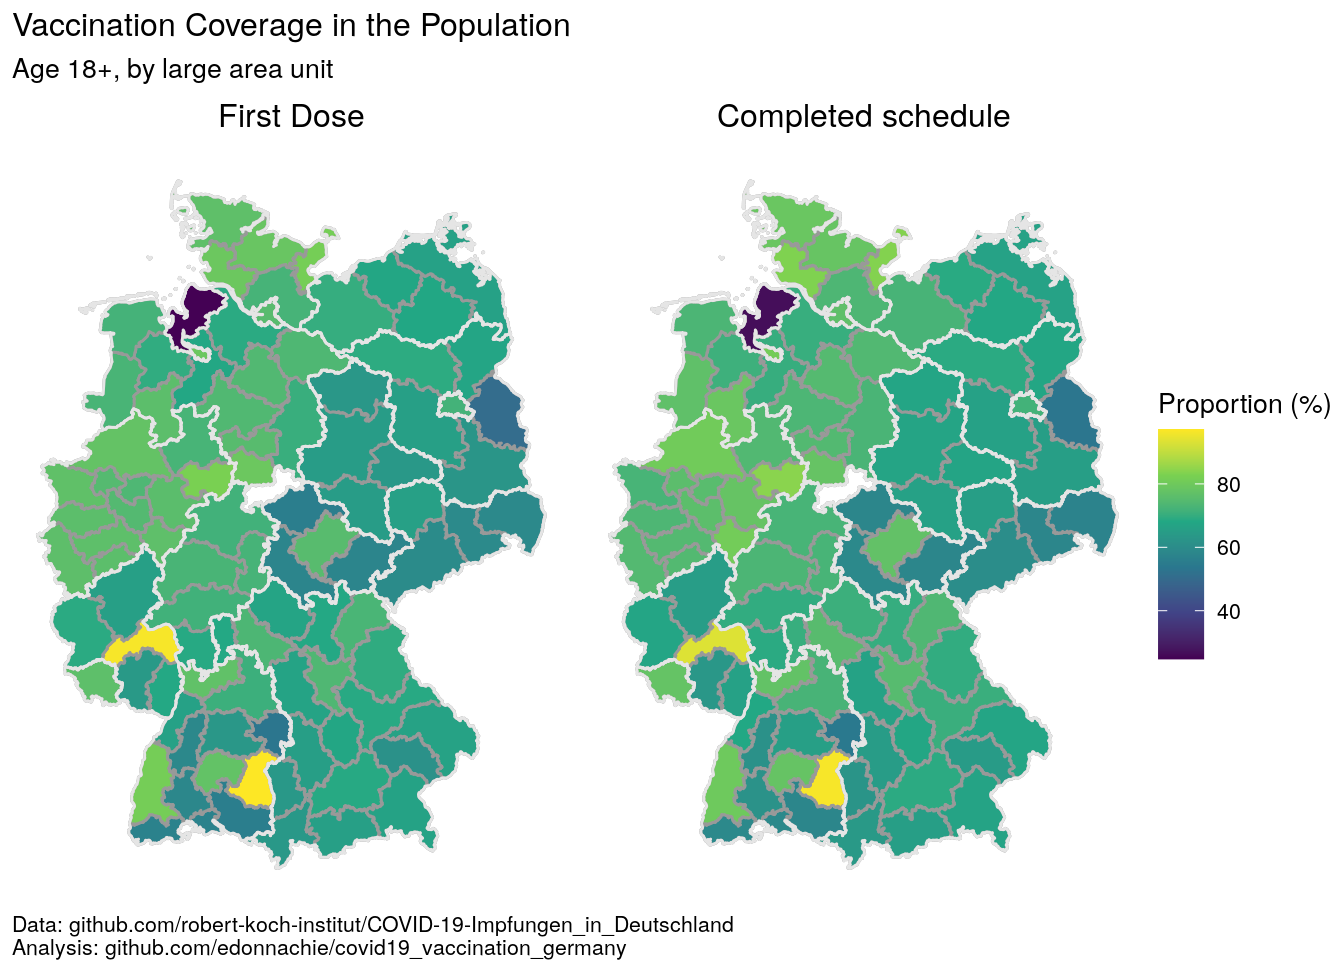 Vaccination Coverage in the Population
Age 18+, by large area unit
First Dose
Completed schedule
Proportion (%)
80
60
40
Data: github.com/robert-koch-institut/COVID-19-Impfungen_in_Deutschland
Analysis: github.com/edonnachie/covid19_vaccination_germany